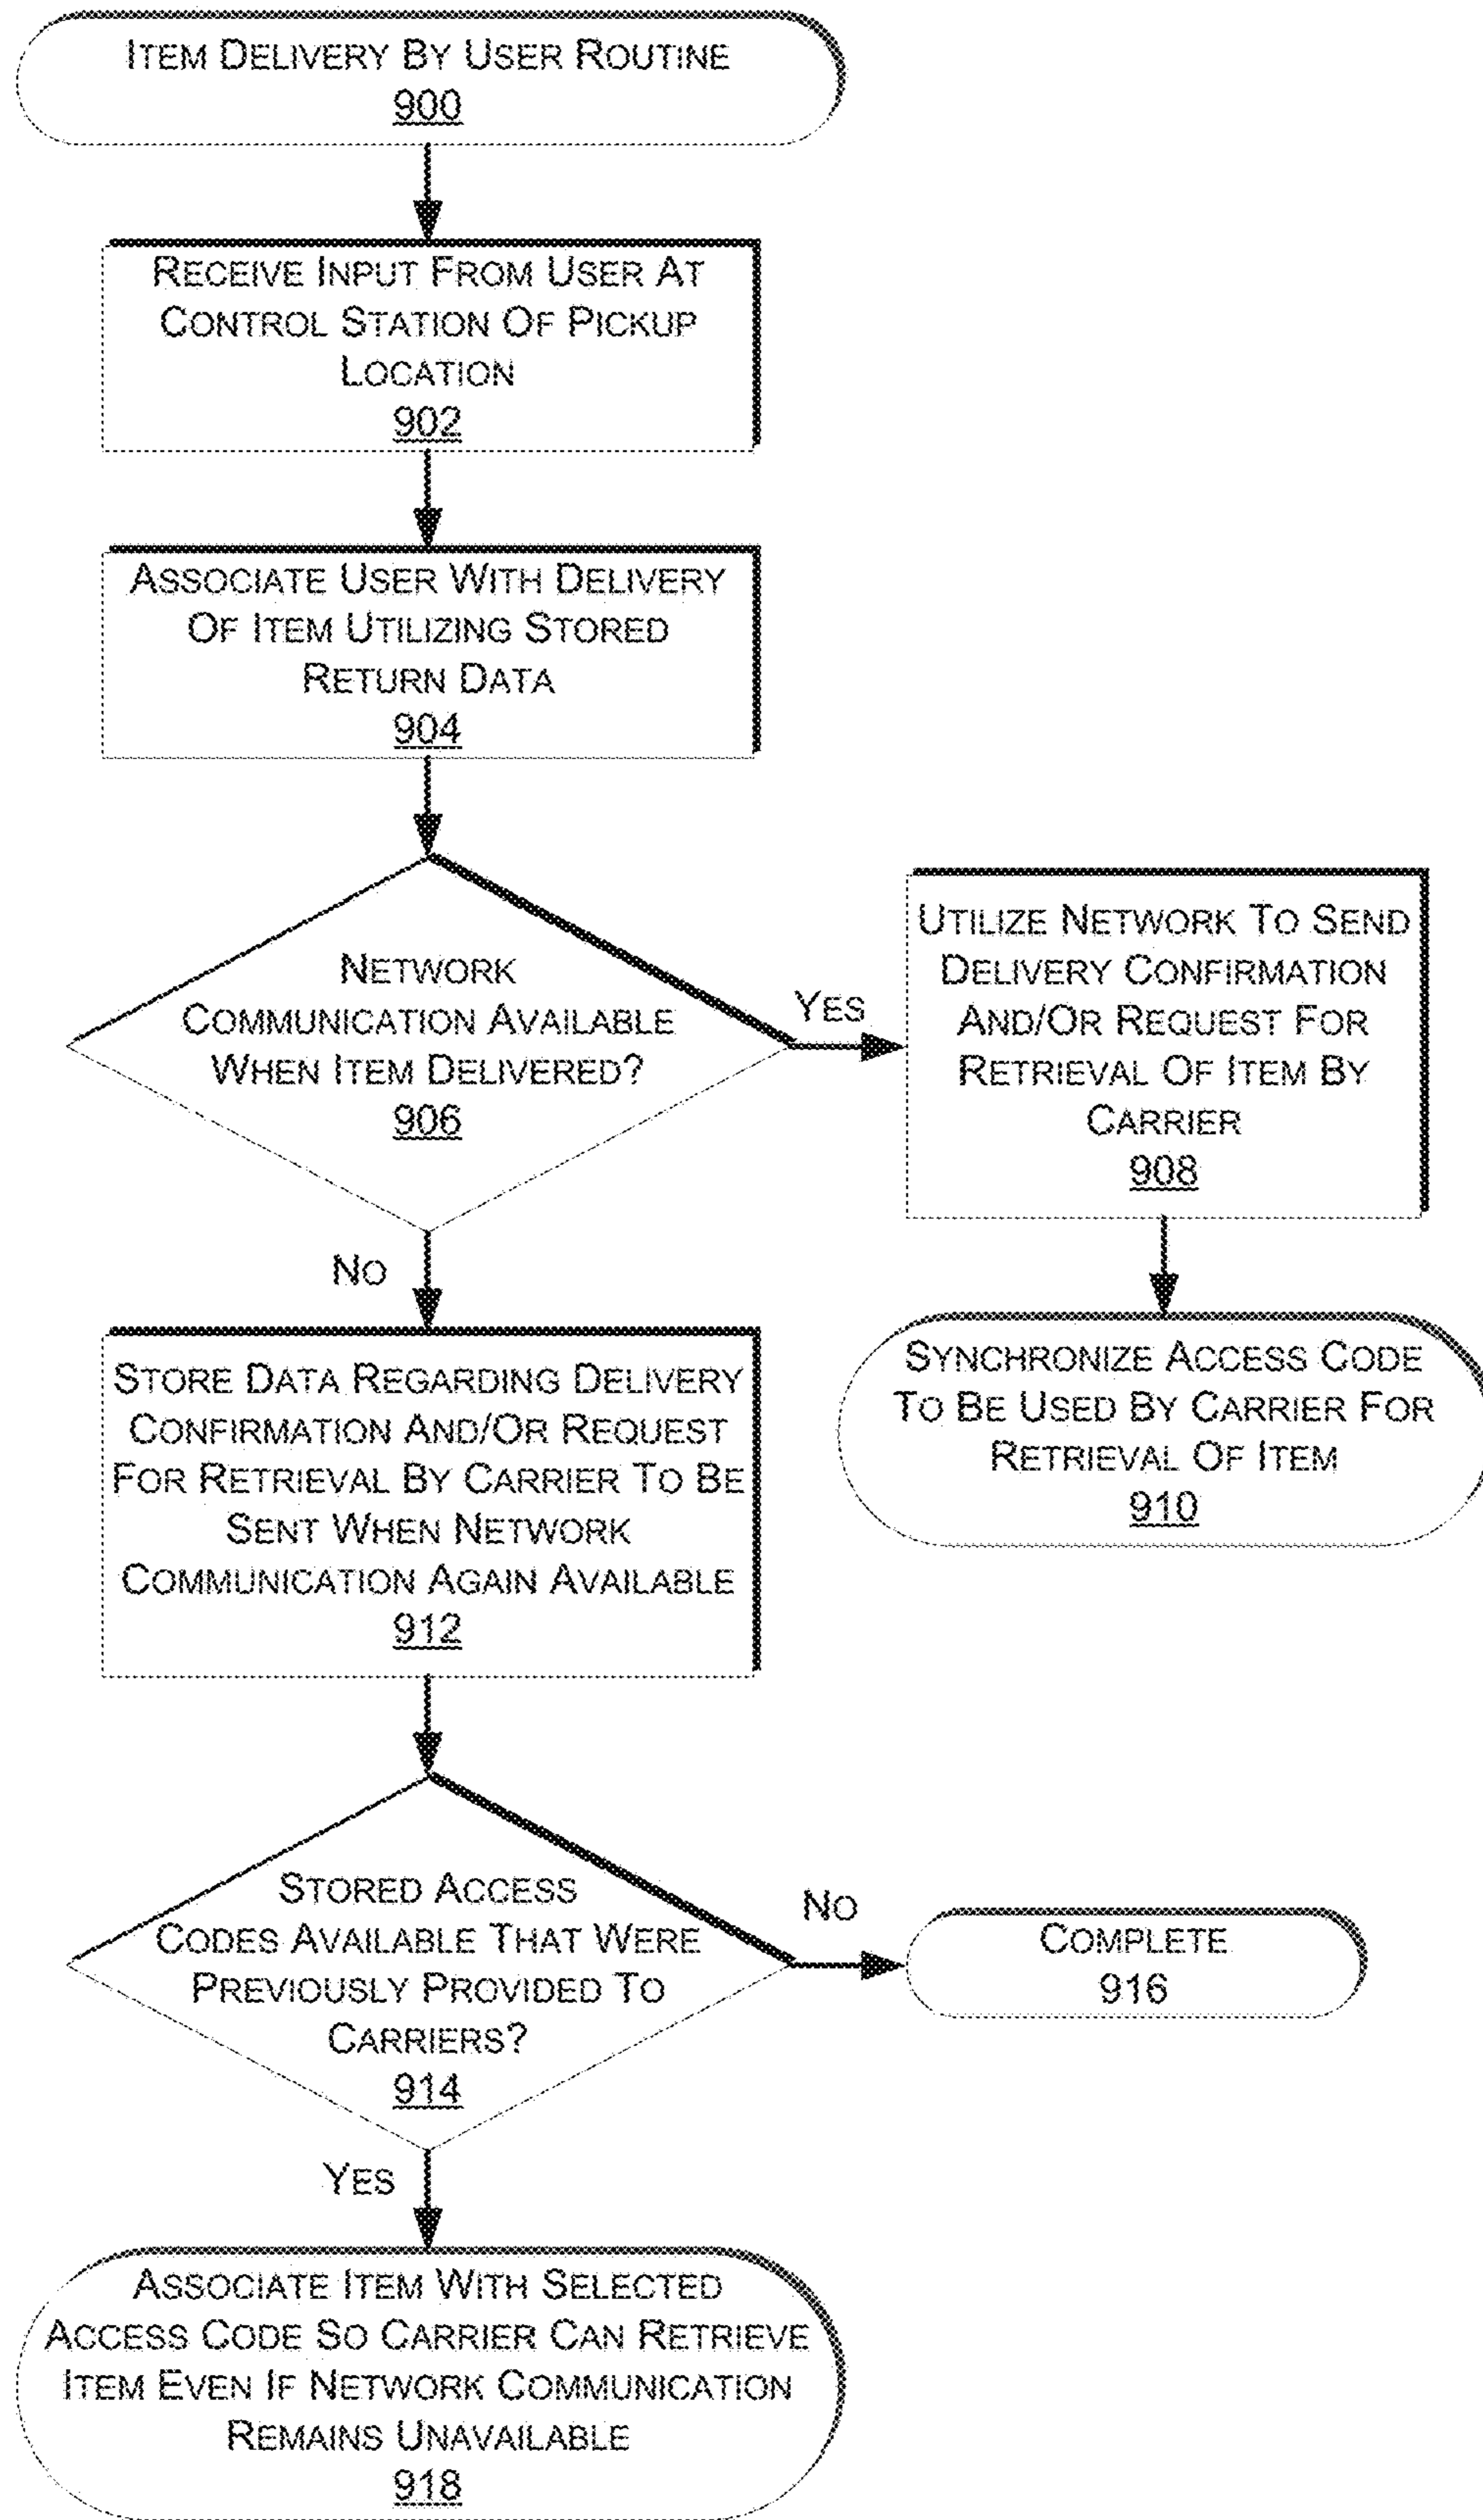 ITEM DELIVERY BY USER ROUTINE
900
RECEIVE INPUT FROM USER AT
CONTROL STATION OF PICKUP
LOCATION
902
ASSOCIATE USER WITH DELIVERY
OF ITEM UTILIZING STORED
RETURN DATA
904
NETWORK
COMMUNICATION AVAILABLE
WHEN ITEM DELIVERED?
906
YES
UTILIZE NETWORK TO SEND
DELIVERY CONFIRMATION
AND/OR REQUEST FOR
RETRIEVAL OF ITEM BY
CARRIER
908
NO
SYNCHRONIZE ACCESS CODE
TO BE USED BY CARRIER FOR
RETRIEVAL OF ITEM
910
STORE DATA REGARDING DELIVERY
CONFIRMATION AND/OR REQUEST
FOR RETRIEVAL BY CARRIER TO BE
SENT WHEN NETWORK
COMMUNICATION AGAIN AVAILABLE
912
STORED ACCESS
CODES AVAILABLE THAT WERE
PREVIOUSLY PROVIDED TO
CARRIERS?
914
NO
COMPLETE
916
YES
ASSOCIATE ITEM WITH SELECTED
ACCESS CODE SO CARRIER CAN RETRIEVE
ITEM EVEN IF NETWORK COMMUNICATION
REMAINS UNAVAILABLE
918